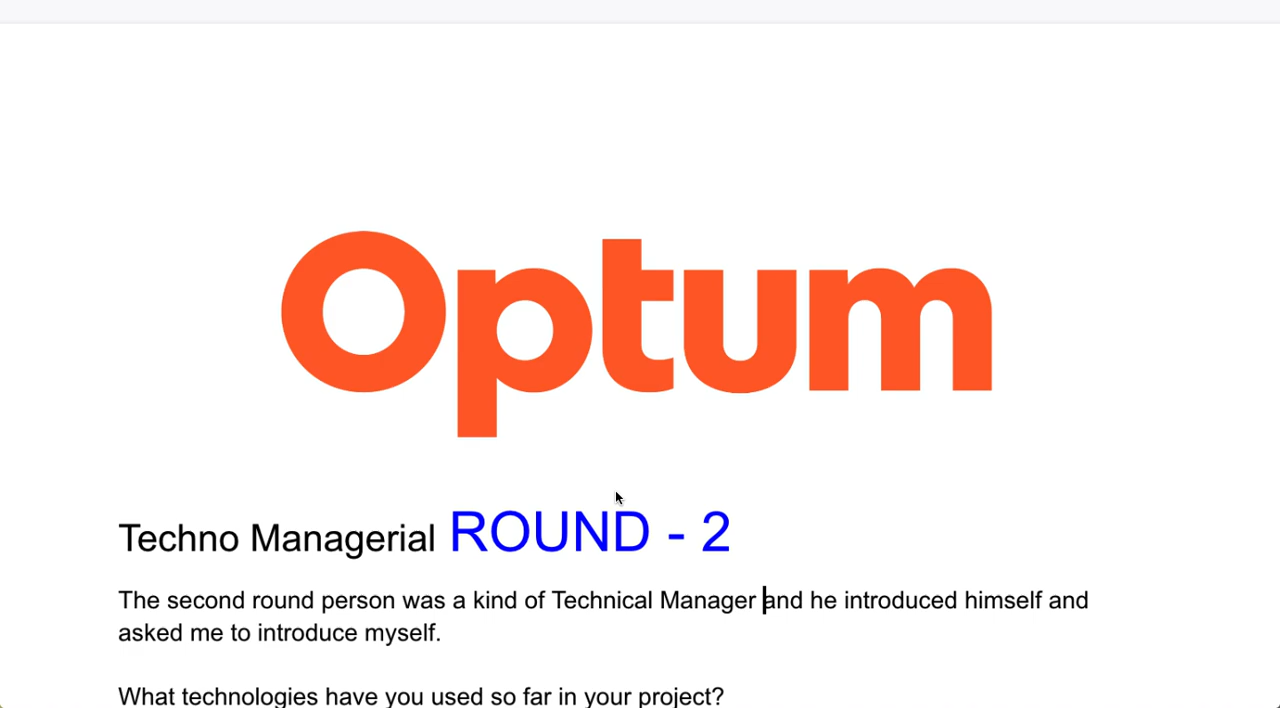 Optum
Techno Managerial ROUND - 2
The second round person was a kind of Technical Manager and he introduced himself and
asked me to introduce myself.
What technologies have you used so far in your project?